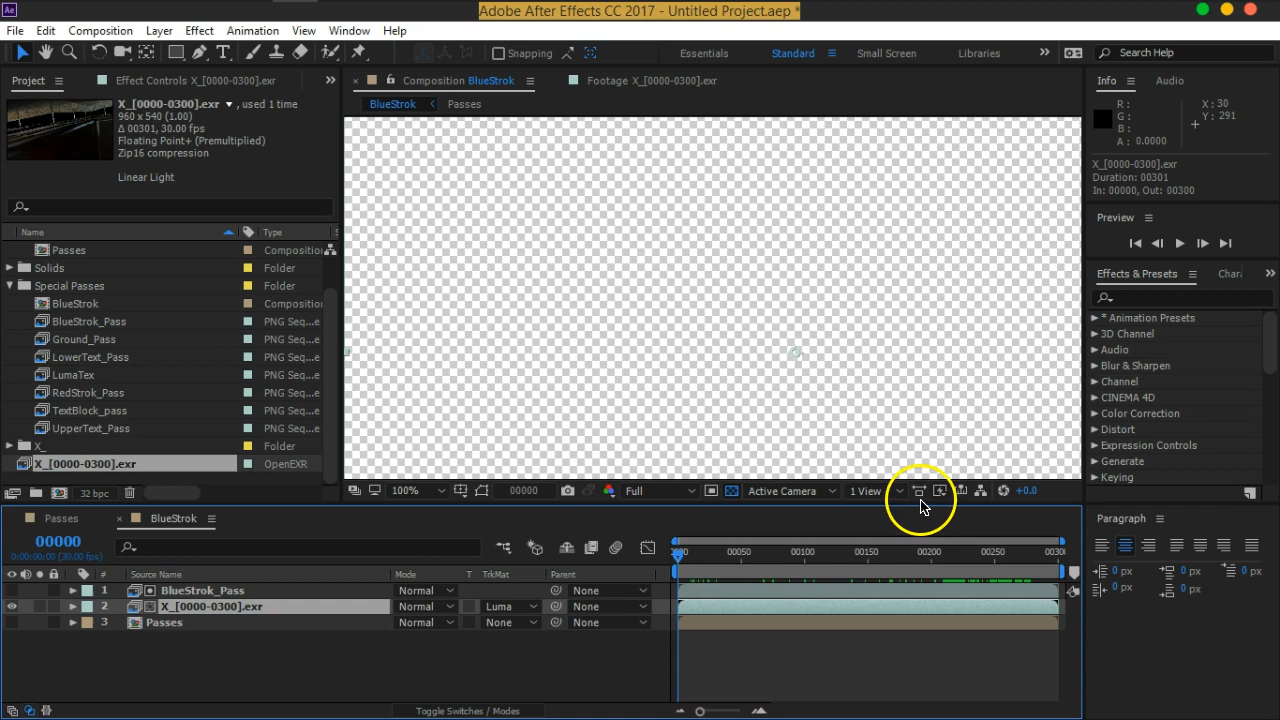 Ae
Adobe After Effects CC 2017 - Untitled Project.aep *
File Edit Composition Layer Effect Animation View Window Help
Snapping Essentials Standard Small Screen Libraries Search Help
Project Effect Controls X_[0000-0300].exr
Composition BlueStrok Footage X_[0000-0300].exr
Info Audio
X_[0000-0300].exr , used 1 time
960 x 540 (1.00)
Δ 00301, 30.00 fps
Floating Point+ (Premultiplied)
Zip16 compression
Linear Light
BlueStrok Passes
R : X : 30
G : Y : 291
B :
A : 0.0000
X_[0000-0300].exr
Duration: 00301
In: 00000, Out: 00300
Preview
Name Type
Passes Compositio
Solids Folder
Special Passes Folder
BlueStrok Compositio
BlueStrok_Pass PNG Seq...e
Ground_Pass PNG Seq...e
LowerText_Pass PNG Seq...e
LumaTex PNG Seq...e
RedStrok_Pass PNG Seq...e
TextBlock_pass PNG Seq...e
UpperText_Pass PNG Seq...e
X_ Folder
X_[0000-0300].exr OpenEXR
32 bpc
Effects & Presets Chara
* Animation Presets
3D Channel
Audio
Blur & Sharpen
Channel
CINEMA 4D
Color Correction
Distort
Expression Controls
Generate
Keying
100% 00000 Full Active Camera 1 View +0.0
Passes BlueStrok
00000
0:00:00:00 (30.00 fps)
00050 00100 00150 00200 00250
# Source Name Mode T TrkMat Parent
1 BlueStrok_Pass Normal None
2 X_[0000-0300].exr Normal Luma None
3 Passes Normal None None
Toggle Switches / Modes
Paragraph
0 px 0 px 0 px
0 px 0 px